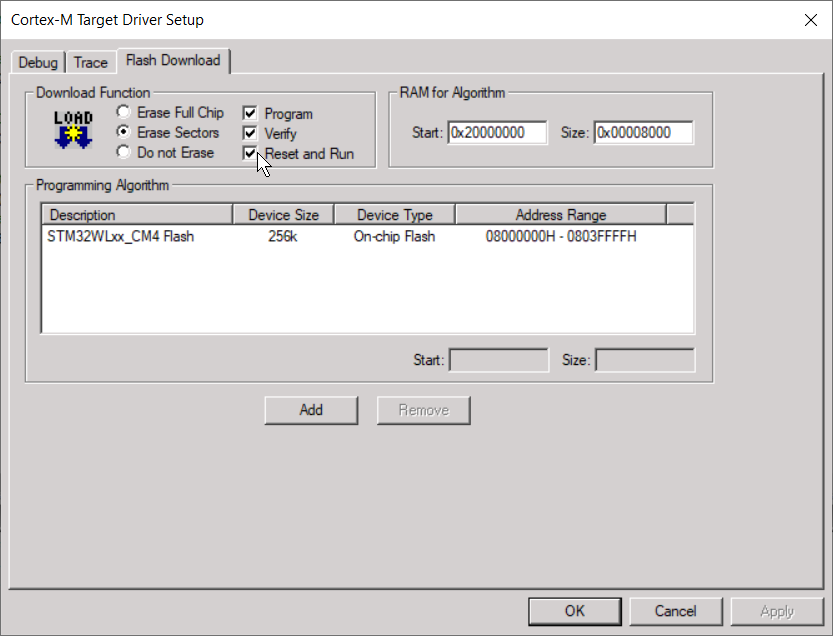 Cortex-M Target Driver Setup
Debug Trace Flash Download
Download Function
LOAD
Erase Full Chip
Erase Sectors
Do not Erase
Program
Verify
Reset and Run
RAM for Algorithm
Start: 0x20000000 Size: 0x00008000
Programming Algorithm
Description Device Size Device Type Address Range
STM32WLxx_CM4 Flash 256k On-chip Flash 08000000H - 0803FFFFH
Start: Size:
Add Remove
OK Cancel Apply